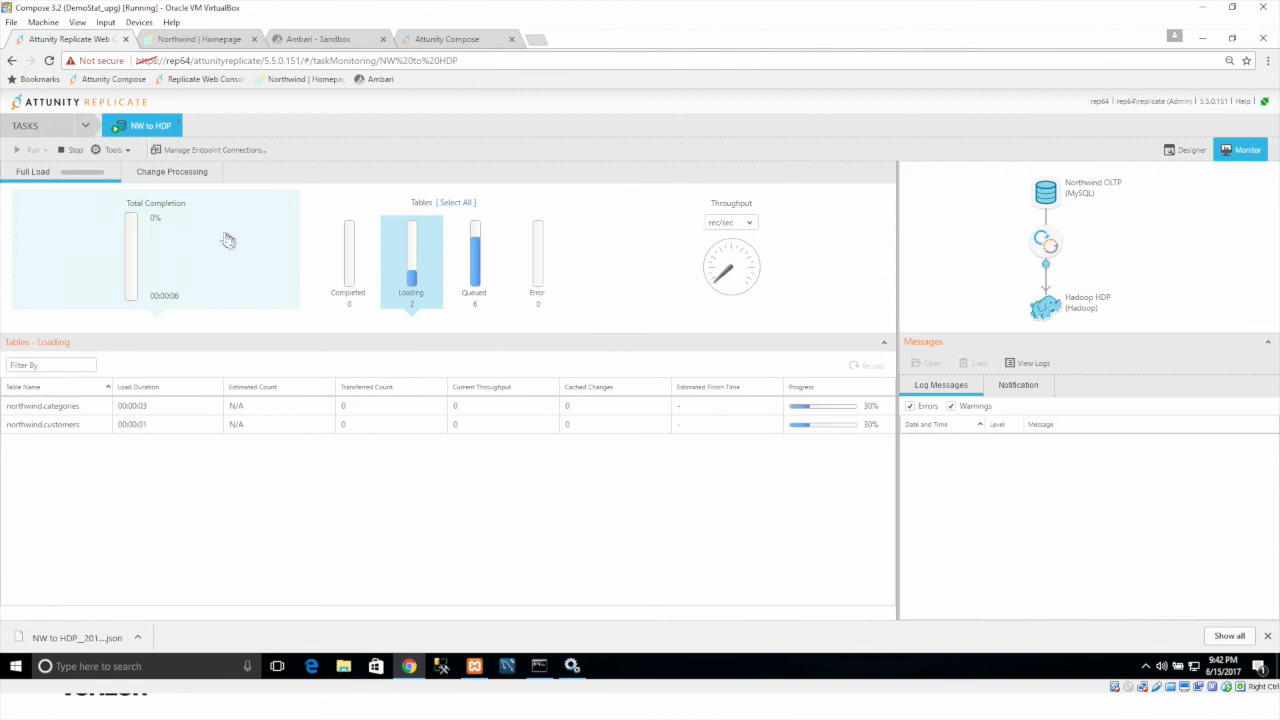 Compose 3.2 (DemoStat_upg) [Running] - Oracle VM VirtualBox
File Machine View Input Devices Help
Attunity Replicate Web C Northwind | Homepage Ambari - Sandbox Attunity Compose
Not secure https://rep64/attunityreplicate/5.5.0.151/#/taskMonitoring/NW%20to%20HDP
Bookmarks Attunity Compose Replicate Web Consol Northwind | Homepa Ambari
ATTUNITY REPLICATE
rep64 | rep64\replicate (Admin) | 5.5.0.151 | Help |
TASKS NW to HDP
Run Stop Tools Manage Endpoint Connections... Designer Monitor
Full Load Change Processing
Total Completion
0%
00:00:06
Tables [ Select All ]
Completed Loading Queued Error
0 2 6 0
Throughput
rec/sec
Northwind OLTP
(MySQL)
Hadoop HDP
(Hadoop)
Tables - Loading
Filter By
Reload
Table Name Load Duration Estimated Count Transferred Count Current Throughput Cached Changes Estimated Finish Time Progress
northwind.categories 00:00:03 N/A 0 0 0 - 30%
northwind.customers 00:00:01 N/A 0 0 0 - 30%
Messages
Open Clear View Logs
Log Messages Notification
Errors Warnings
Date and Time Level Message
NW to HDP__201....json
Show all
Type here to search
9:42 PM
6/15/2017
1
Right Ctrl